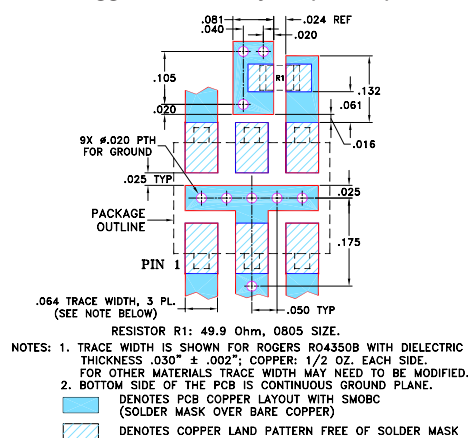 .081
.024 REF
.040
.020
R1
.105
.132
.061
.020
.016
9X ø.020 PTH
FOR GROUND
.025 TYP
.025
PACKAGE
OUTLINE
.175
PIN 1
.064 TRACE WIDTH, 3 PL.
(SEE NOTE BELOW)
.050 TYP
RESISTOR R1: 49.9 Ohm, 0805 SIZE.
NOTES: 1. TRACE WIDTH IS SHOWN FOR ROGERS RO4350B WITH DIELECTRIC
THICKNESS .030" ± .002"; COPPER: 1/2 OZ. EACH SIDE.
FOR OTHER MATERIALS TRACE WIDTH MAY NEED TO BE MODIFIED.
2. BOTTOM SIDE OF THE PCB IS CONTINUOUS GROUND PLANE.
DENOTES PCB COPPER LAYOUT WITH SMOBC
(SOLDER MASK OVER BARE COPPER)
DENOTES COPPER LAND PATTERN FREE OF SOLDER MASK